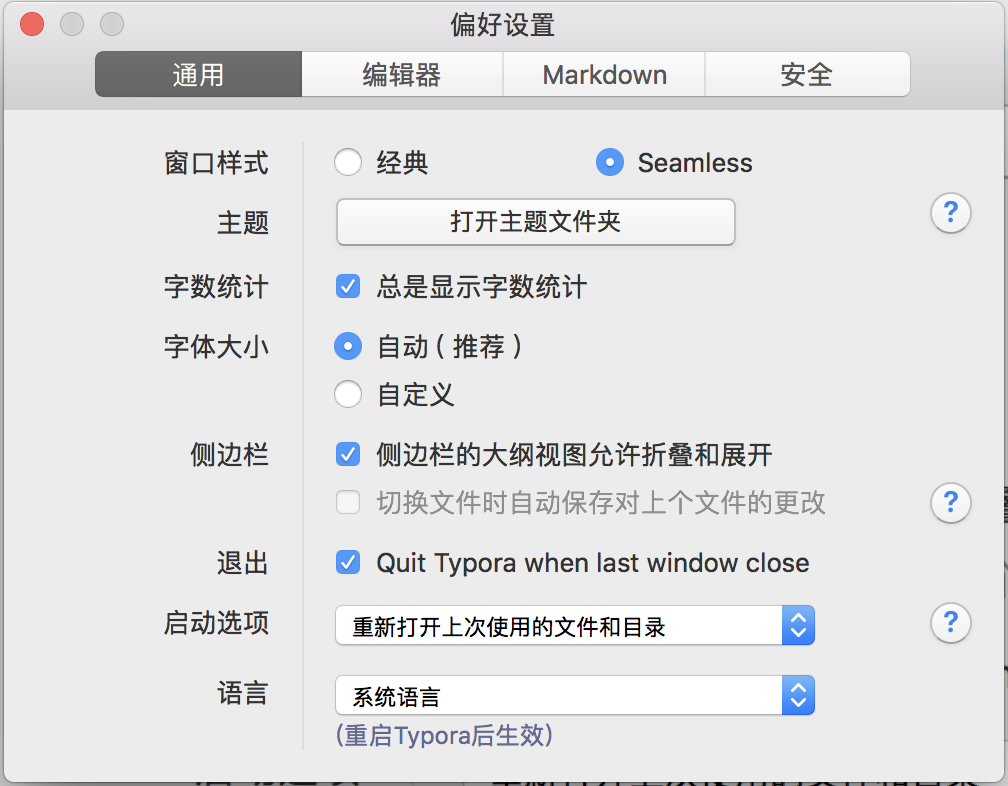 偏好设置
通用 编辑器 Markdown 安全
窗口样式 经典 Seamless
主题 打开主题文件夹 ?
字数统计 总是显示字数统计
字体大小 自动 ( 推荐 )
自定义
侧边栏 侧边栏的大纲视图允许折叠和展开
切换文件时自动保存对上个文件的更改 ?
退出 Quit Typora when last window close
启动选项 重新打开上次使用的文件和目录 ?
语言 系统语言
(重启Typora后生效)